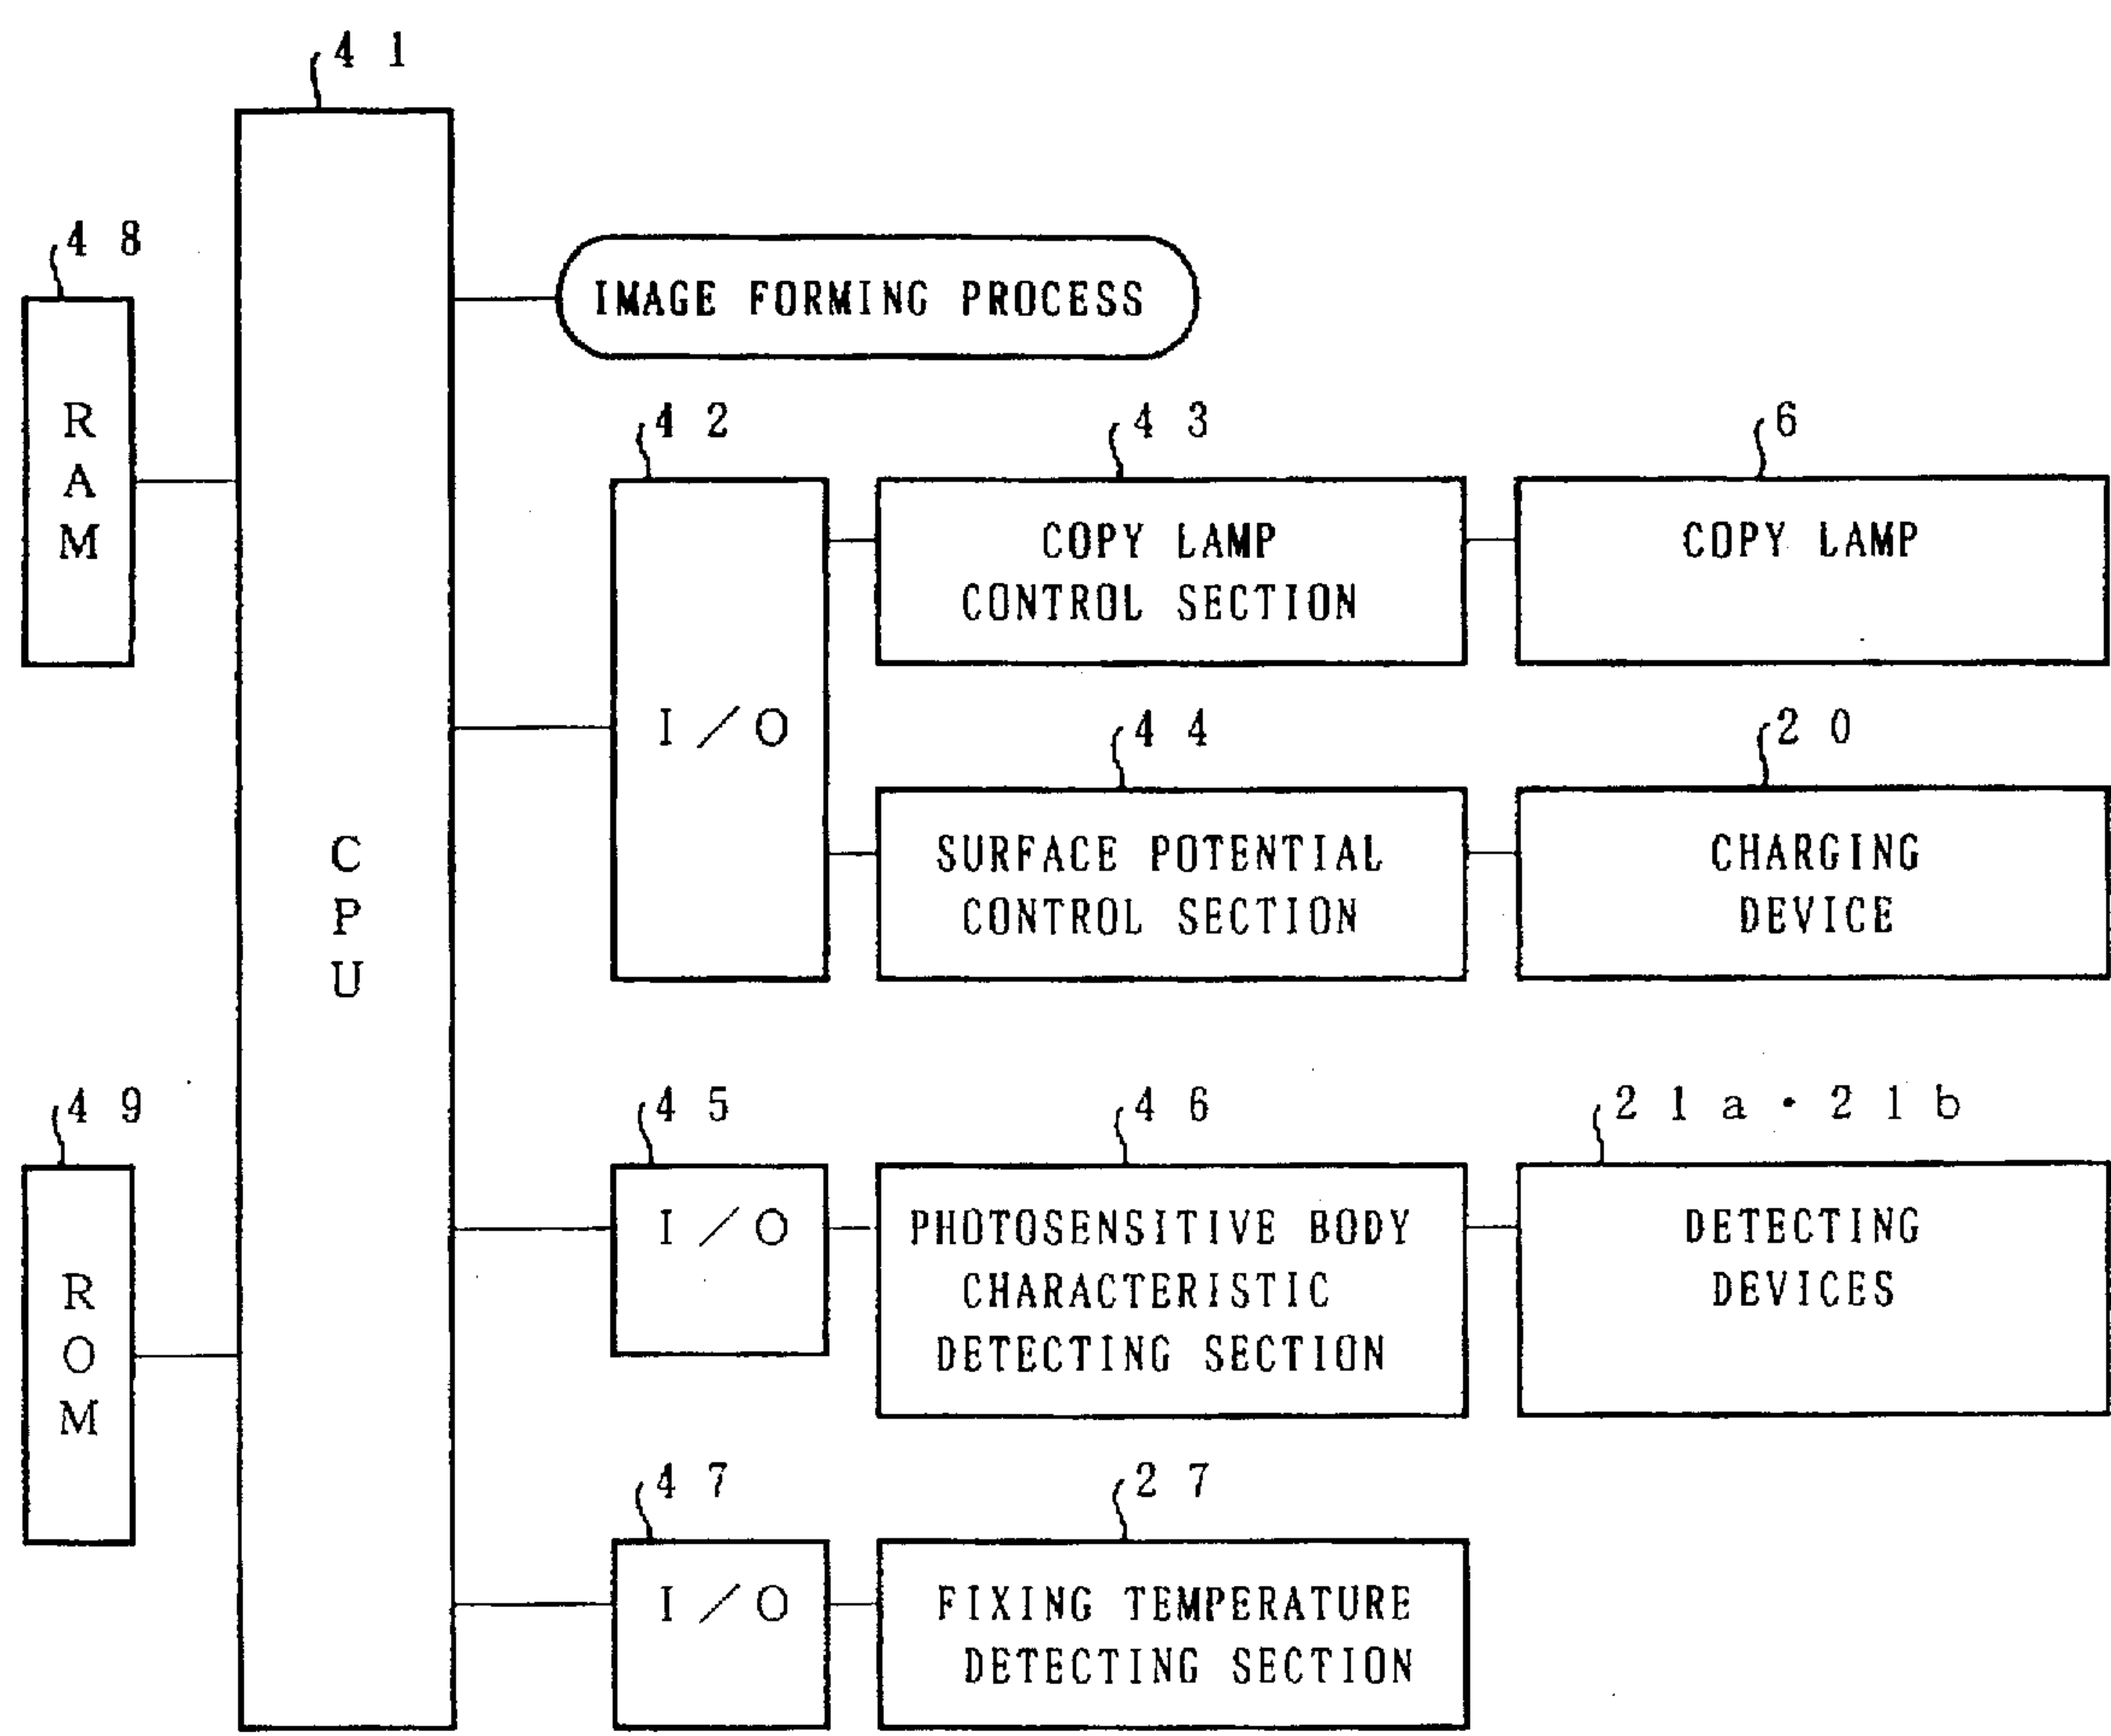 41
48
RAM
IMAGE FORMING PROCESS
42
43
6
COPY LAMP
CONTROL SECTION
COPY LAMP
I/O
44
20
CPU
SURFACE POTENTIAL
CONTROL SECTION
CHARGING
DEVICE
49
ROM
45
46
21a・21b
I/O
PHOTOSENSITIVE BODY
CHARACTERISTIC
DETECTING SECTION
DETECTING
DEVICES
47
27
I/O
FIXING TEMPERATURE
DETECTING SECTION